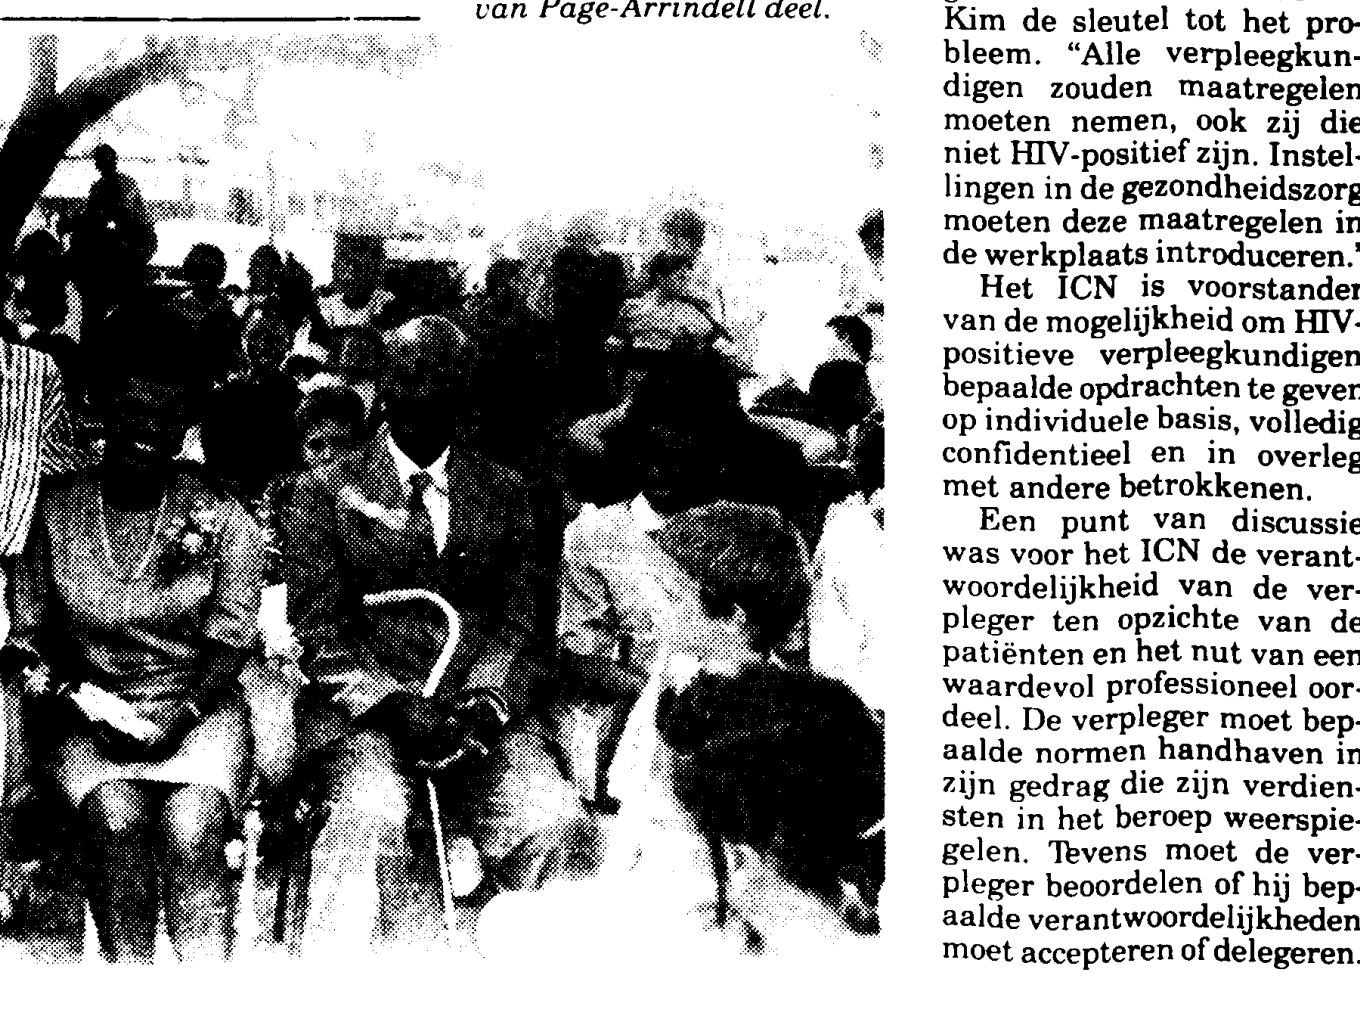 van Page-Arrindell deel.
Kim de sleutel tot het pro-
bleem. “Alle verpleegkun-
digen zouden maatregelen
moeten nemen, ook zij die
niet HIV-positief zijn. Instel-
lingen in de gezondheidszorg
moeten deze maatregelen in
de werkplaats introduceren.”
Het ICN is voorstander
van de mogelijkheid om HIV-
positieve verpleegkundigen
bepaalde opdrachten te geven
op individuele basis, volledig
confidentieel en in overleg
met andere betrokkenen.
Een punt van discussie
was voor het ICN de verant-
woordelijkheid van de ver-
pleger ten opzichte van de
patiënten en het nut van een
waardevol professioneel oor-
deel. De verpleger moet bep-
aalde normen handhaven in
zijn gedrag die zijn verdien-
sten in het beroep weerspie-
gelen. Tevens moet de ver-
pleger beoordelen of hij bep-
aalde verantwoordelijkheden
moet accepteren of delegeren.